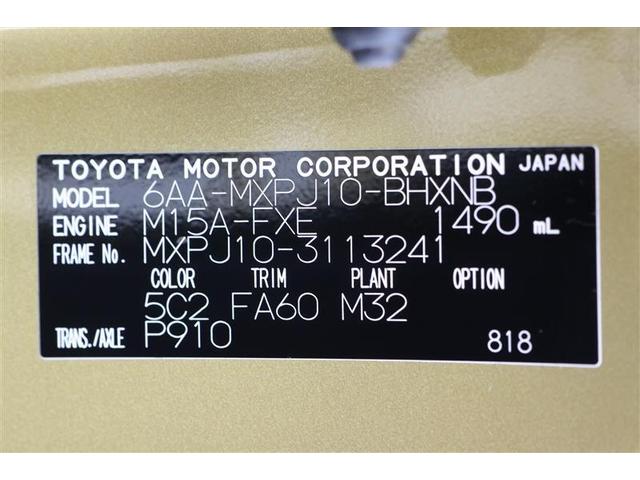 TOYOTA MOTOR CORPORATION JAPAN
MODEL 6AA-MXPJ10-BHXNB
ENGINE M15A-FXE 1490 mL
FRAME No. MXPJ10-3113241
COLOR TRIM PLANT OPTION
5C2 FA60 M32
TRANS./AXLE P910 818